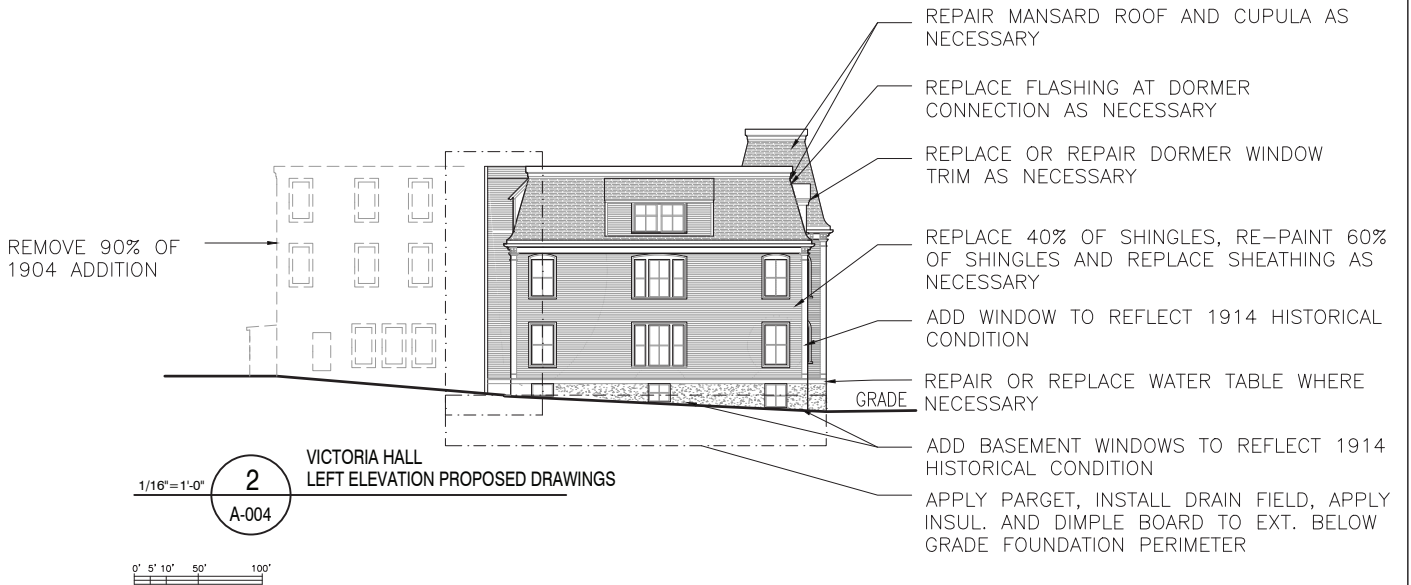 REPAIR MANSARD ROOF AND CUPULA AS
NECESSARY
REPLACE FLASHING AT DORMER
CONNECTION AS NECESSARY
REPLACE OR REPAIR DORMER WINDOW
TRIM AS NECESSARY
REMOVE 90% OF
1904 ADDITION
REPLACE 40% OF SHINGLES, RE-PAINT 60%
OF SHINGLES AND REPLACE SHEATHING AS
NECESSARY
ADD WINDOW TO REFLECT 1914 HISTORICAL
CONDITION
REPAIR OR REPLACE WATER TABLE WHERE
NECESSARY
GRADE
ADD BASEMENT WINDOWS TO REFLECT 1914
HISTORICAL CONDITION
APPLY PARGET, INSTALL DRAIN FIELD, APPLY
INSUL. AND DIMPLE BOARD TO EXT. BELOW
GRADE FOUNDATION PERIMETER
1/16"=1'-0"
2
A-004
VICTORIA HALL
LEFT ELEVATION PROPOSED DRAWINGS
0' 5' 10' 50' 100'